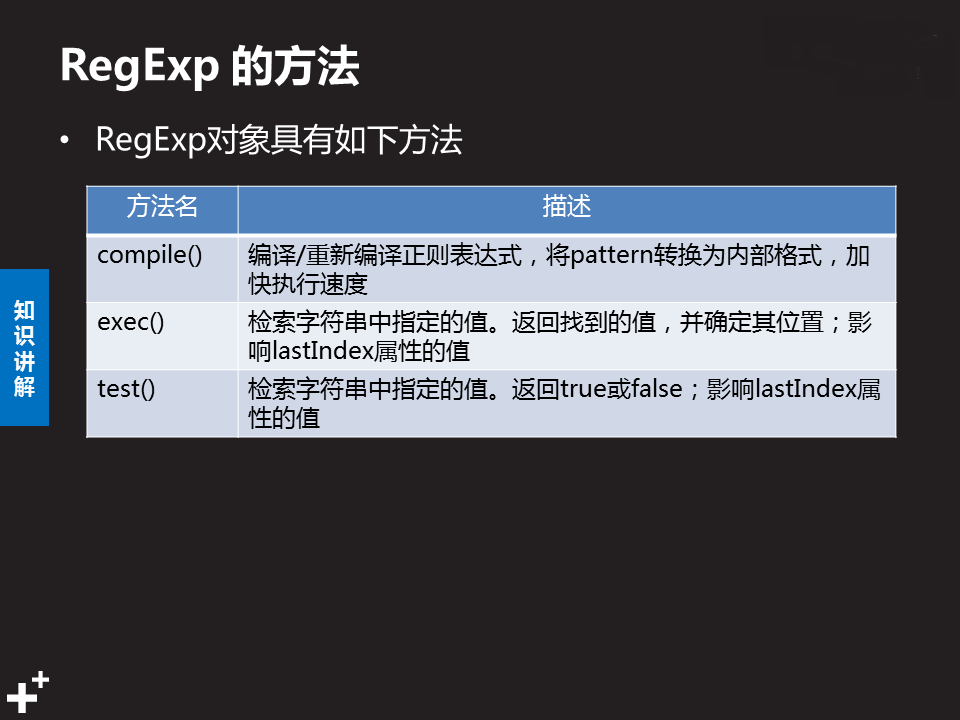 RegExp 的方法
• RegExp对象具有如下方法
方法名 描述
compile() 编译/重新编译正则表达式，将pattern转换为内部格式，加
快执行速度
exec() 检索字符串中指定的值。返回找到的值，并确定其位置；影
响lastIndex属性的值
test() 检索字符串中指定的值。返回true或false；影响lastIndex属
性的值
知
识
讲
解